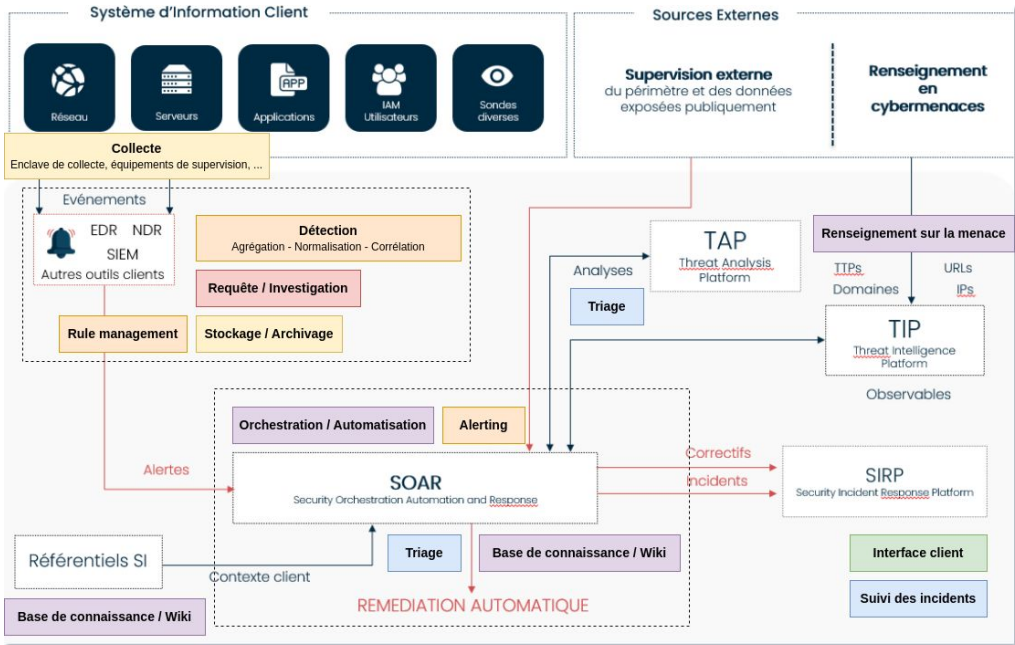 Système d'Information Client
Sources Externes
Réseau
Serveurs
APP
Applications
IAM
Utilisateurs
Sondes
diverses
Supervision externe
du périmètre et des données
exposées publiquement
Renseignement
en
cybermenaces
Collecte
Enclave de collecte, équipements de supervision, ...
Evénements
EDR NDR
SIEM
Autres outils clients
Détection
Agrégation - Normalisation - Corrélation
Requête / Investigation
Rule management
Stockage / Archivage
Analyses
Triage
TAP
Threat Analysis
Platform
Renseignement sur la menace
TTPs
URLs
Domaines
IPs
TIP
Threat Intelligence
Platform
Observables
Orchestration / Automatisation
Alerting
Alertes
SOAR
Security Orchestration Automation and Response
Correctifs
Incidents
SIRP
Security Incident Response Platform
Référentiels SI
Contexte client
Triage
Base de connaissance / Wiki
Interface client
Base de connaissance / Wiki
REMEDIATION AUTOMATIQUE
Suivi des incidents